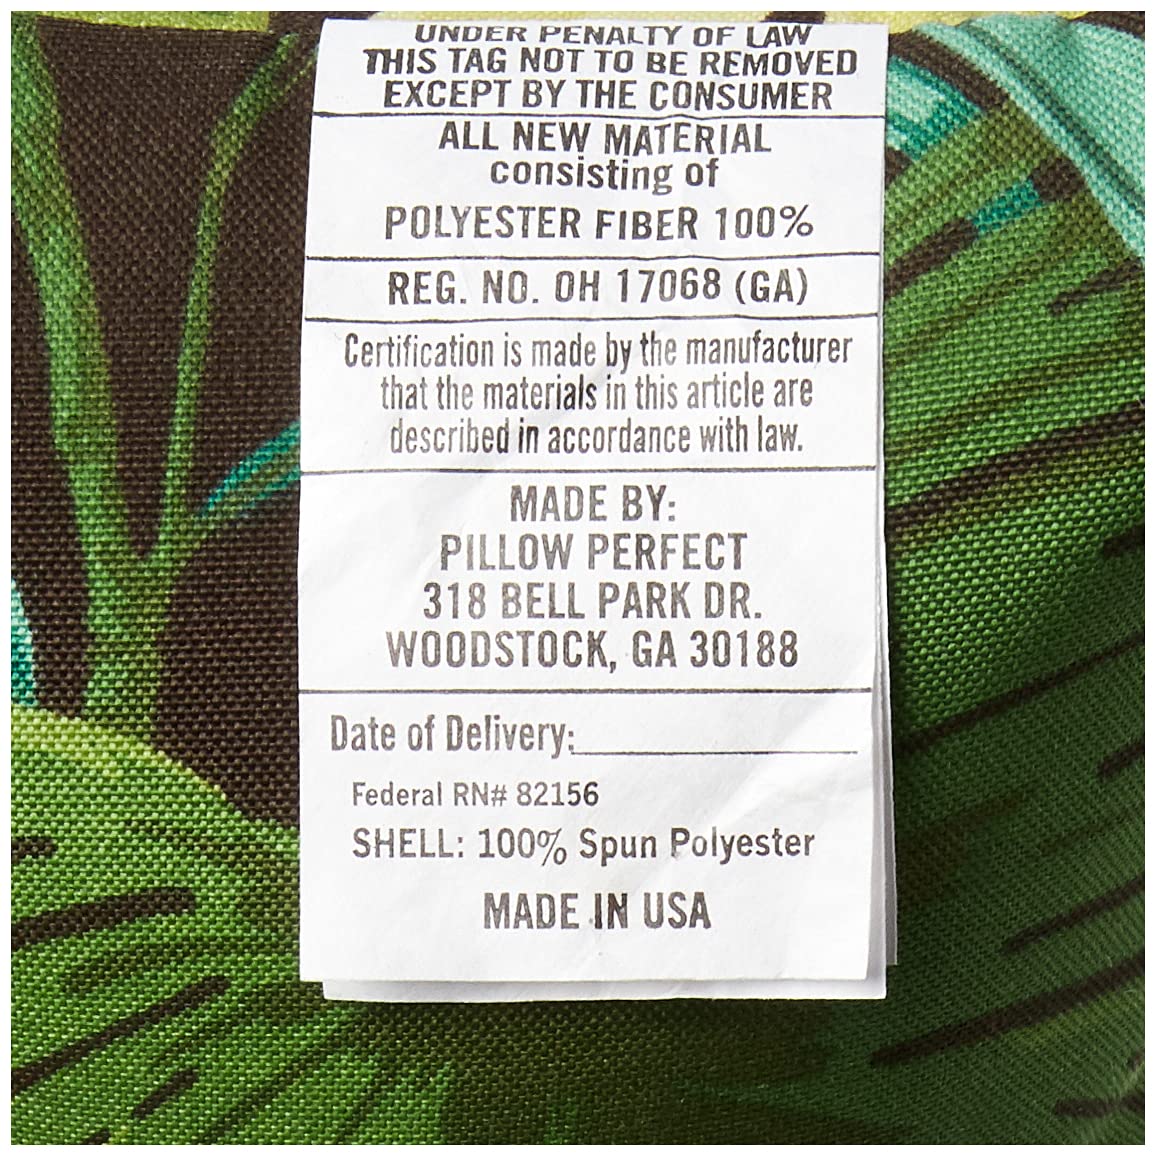 UNDER PENALTY OF LAW
THIS TAG NOT TO BE REMOVED
EXCEPT BY THE CONSUMER
ALL NEW MATERIAL
consisting of
POLYESTER FIBER 100%
REG. NO. OH 17068 (GA)
Certification is made by the manufacturer
that the materials in this article are
described in accordance with law.
MADE BY:
PILLOW PERFECT
318 BELL PARK DR.
WOODSTOCK, GA 30188
Date of Delivery:
Federal RN# 82156
SHELL: 100% Spun Polyester
MADE IN USA